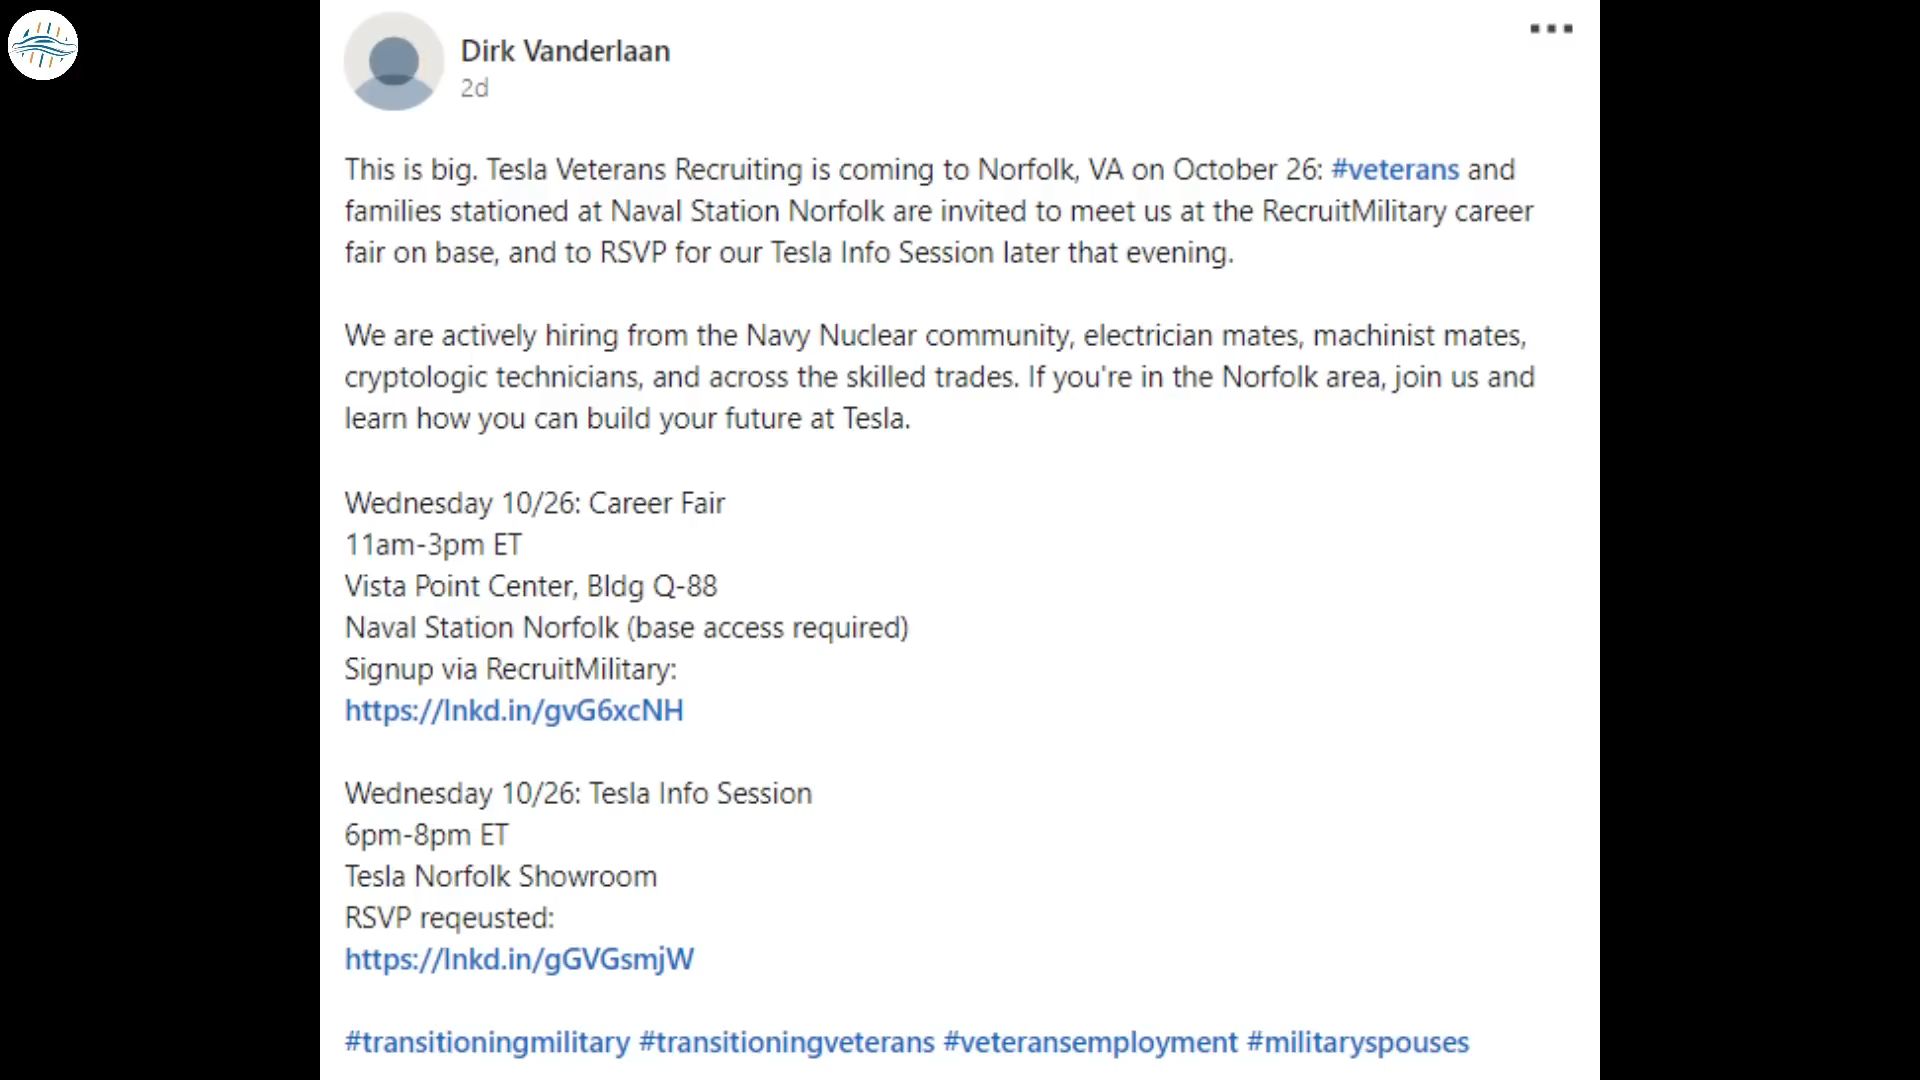 Dirk Vanderlaan
2d
This is big. Tesla Veterans Recruiting is coming to Norfolk, VA on October 26: #veterans and
families stationed at Naval Station Norfolk are invited to meet us at the RecruitMilitary career
fair on base, and to RSVP for our Tesla Info Session later that evening.
We are actively hiring from the Navy Nuclear community, electrician mates, machinist mates,
cryptologic technicians, and across the skilled trades. If you're in the Norfolk area, join us and
learn how you can build your future at Tesla.
Wednesday 10/26: Career Fair
11am-3pm ET
Vista Point Center, Bldg Q-88
Naval Station Norfolk (base access required)
Signup via RecruitMilitary:
https://lnkd.in/gvG6xcNH
Wednesday 10/26: Tesla Info Session
6pm-8pm ET
Tesla Norfolk Showroom
RSVP reqeusted:
https://lnkd.in/gGVGsmjW
#transitioningmilitary #transitioningveterans #veteransemployment #militaryspouses